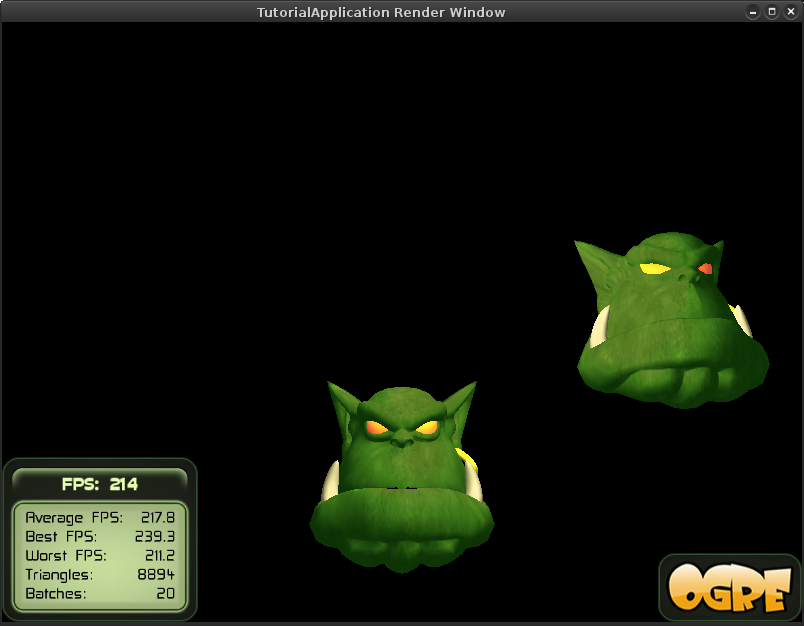 TutorialApplication Render Window
FPS: 214
Average FPS: 217.8
Best FPS: 239.3
Worst FPS: 211.2
Triangles: 8894
Batches: 20
OGRE